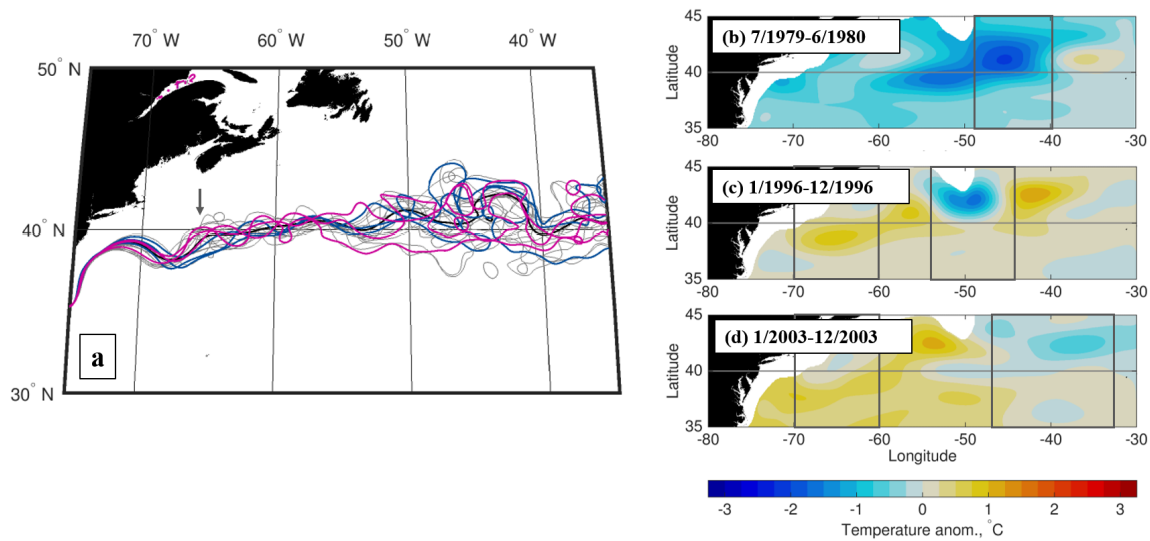 70° W 60° W 50° W 40° W
50° N
40° N
30° N
a
(b) 7/1979-6/1980
Latitude
45
40
35
-80 -70 -60 -50 -40 -30
(c) 1/1996-12/1996
Latitude
45
40
35
-80 -70 -60 -50 -40 -30
(d) 1/2003-12/2003
Latitude
45
40
35
-80 -70 -60 -50 -40 -30
Longitude
-3 -2 -1 0 1 2 3
Temperature anom., °C